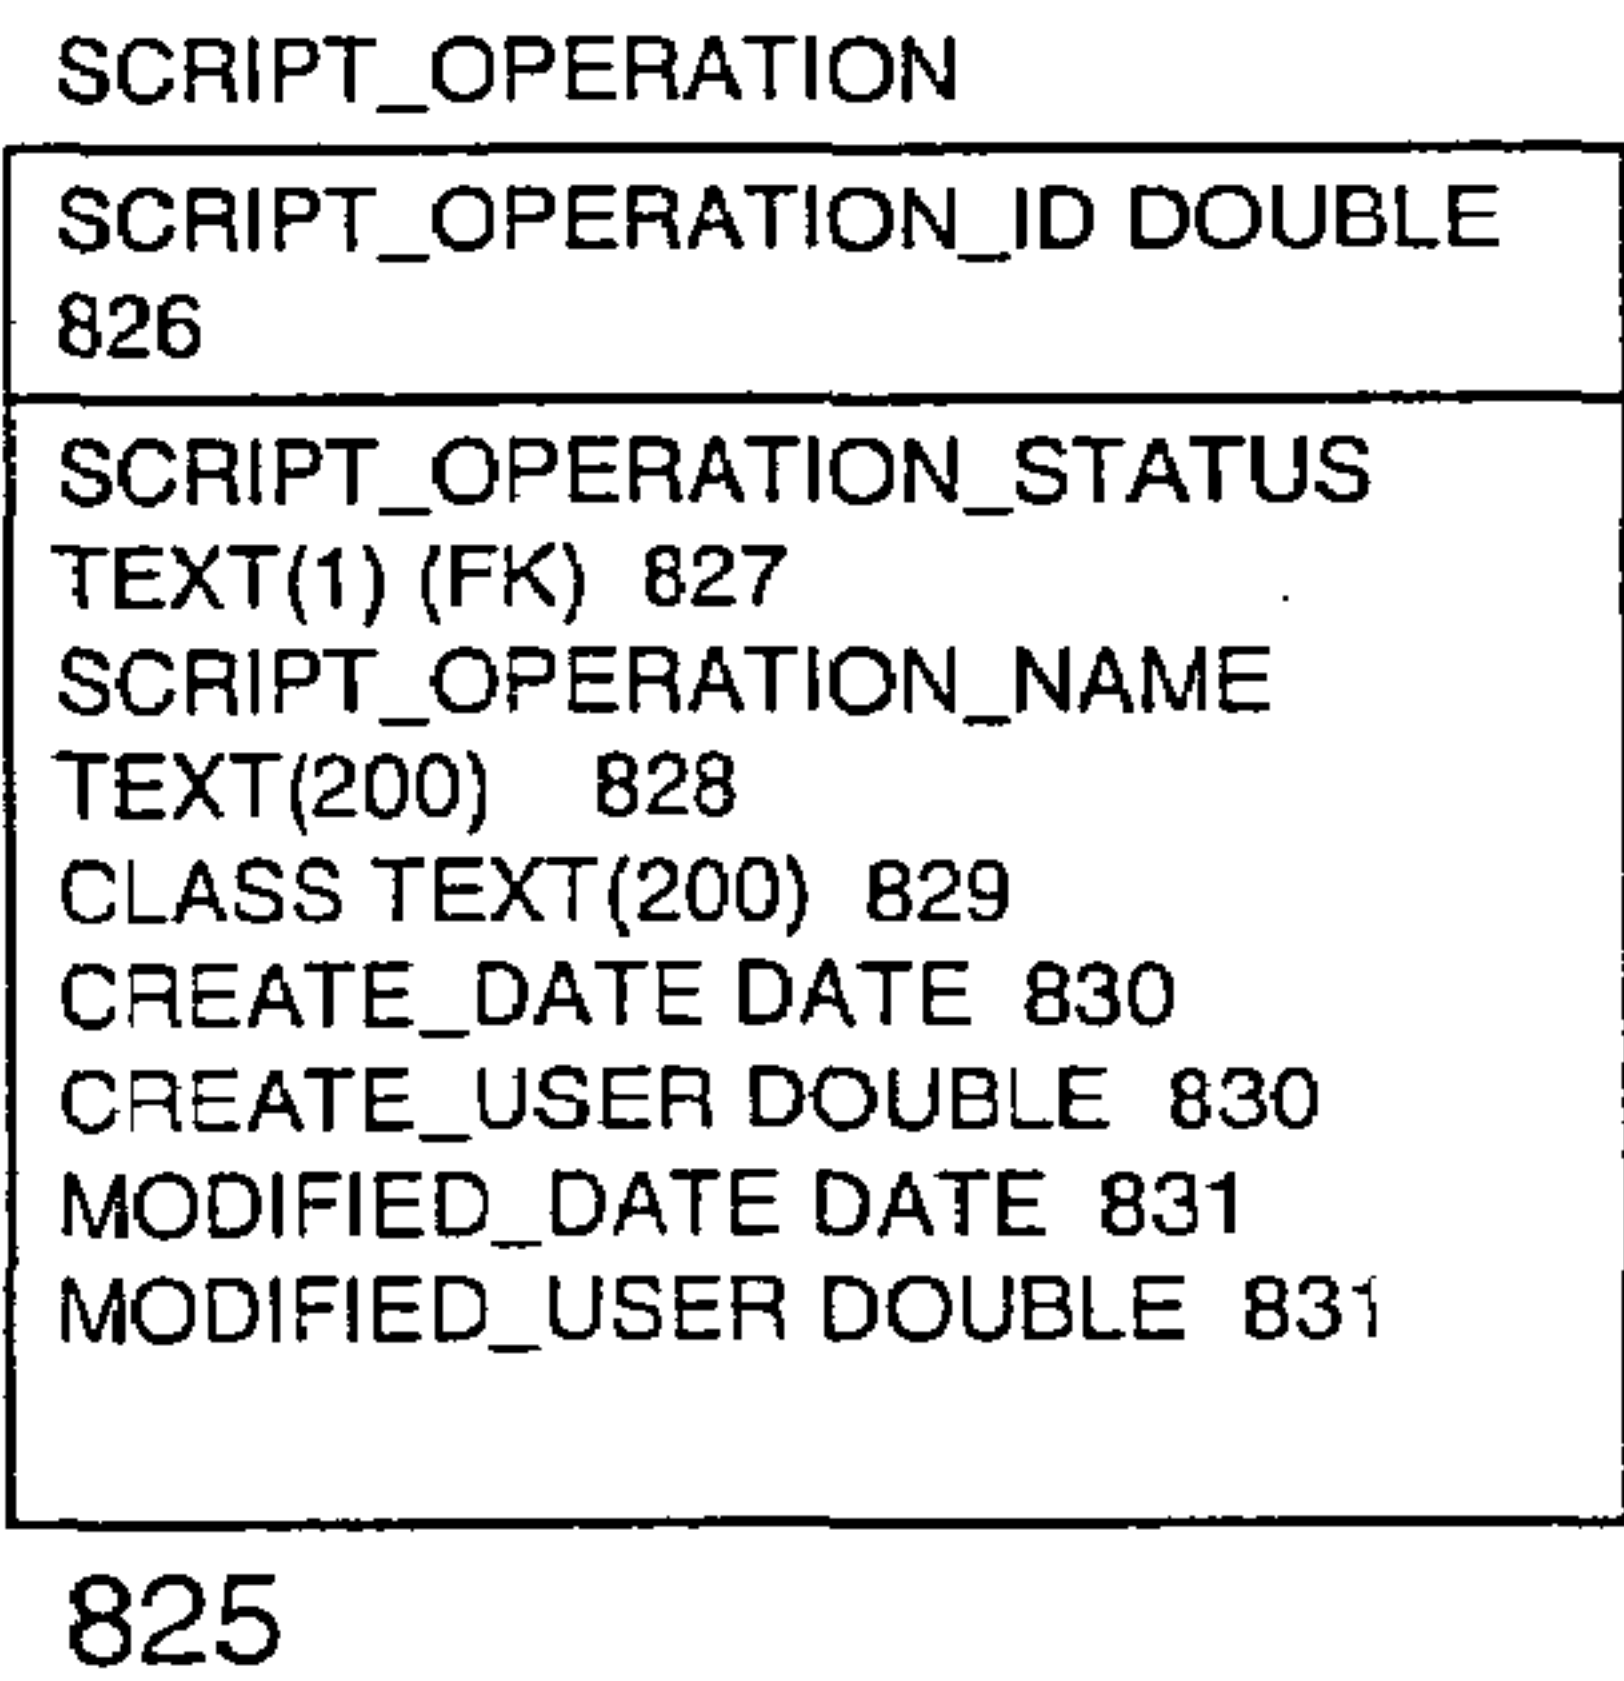 SCRIPT_OPERATION
SCRIPT_OPERATION_ID DOUBLE
826
SCRIPT_OPERATION_STATUS
TEXT(1) (FK) 827
SCRIPT_OPERATION_NAME
TEXT(200) 828
CLASS TEXT(200) 829
CREATE_DATE DATE 830
CREATE_USER DOUBLE 830
MODIFIED_DATE DATE 831
MODIFIED_USER DOUBLE 831
825